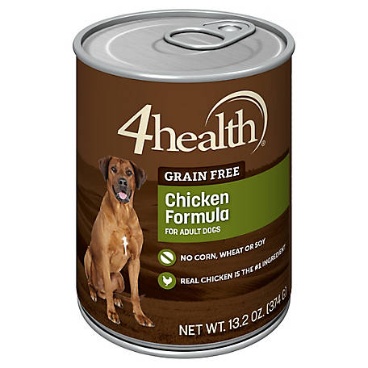 4health®
GRAIN FREE
Chicken
Formula
FOR ADULT DOGS
NO CORN, WHEAT OR SOY
REAL CHICKEN IS THE #1 INGREDIENT
NET WT. 13.2 OZ. (374 G)